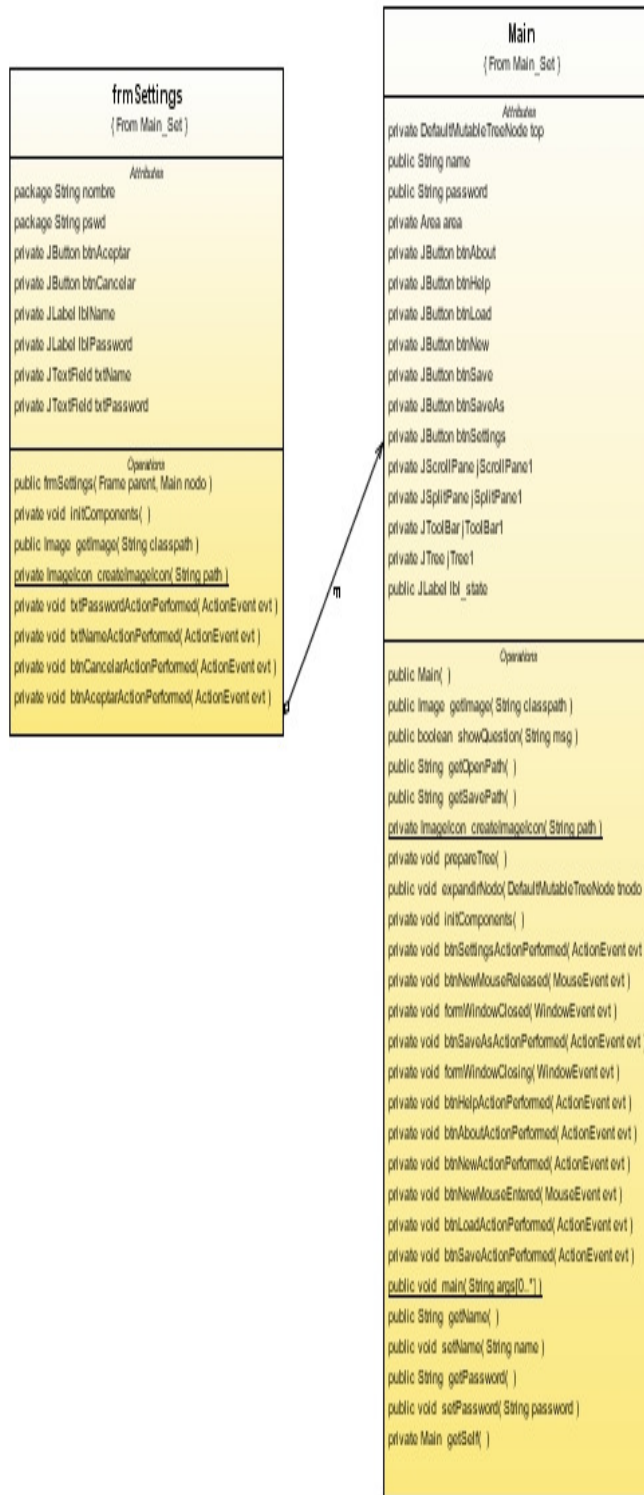 frmSettings
{ From Main_Set }
Attributes
package String nombre
package String pswd
private JButton btnAceptar
private JButton btnCancelar
private JLabel lblName
private JLabel lblPassword
private JTextField txtName
private JTextField txtPassword
Operations
public frmSettings( Frame parent, Main nodo )
private void initComponents( )
public Image getImage( String classpath )
private ImageIcon createImageIcon( String path )
private void txtPasswordActionPerformed( ActionEvent evt )
private void txtNameActionPerformed( ActionEvent evt )
private void btnCancelarActionPerformed( ActionEvent evt )
private void btnAceptarActionPerformed( ActionEvent evt )
m
Main
{ From Main_Set }
Attributes
private DefaultMutableTreeNode top
public String name
public String password
private Area area
private JButton btnAbout
private JButton btnHelp
private JButton btnLoad
private JButton btnNew
private JButton btnSave
private JButton btnSaveAs
private JButton btnSettings
private JScrollPane jScrollPane1
private JSplitPane jSplitPane1
private JToolBar jToolBar1
private JTree jTree1
public JLabel lbl_state
Operations
public Main( )
public Image getImage( String classpath )
public boolean showQuestion( String msg )
public String getOpenPath( )
public String getSavePath( )
private ImageIcon createImageIcon( String path )
private void prepareTree( )
public void expandirNodo( DefaultMutableTreeNode tnodo
private void initComponents( )
private void btnSettingsActionPerformed( ActionEvent evt
private void btnNewMouseReleased( MouseEvent evt )
private void formWindowClosed( WindowEvent evt )
private void btnSaveAsActionPerformed( ActionEvent evt )
private void formWindowClosing( WindowEvent evt )
private void btnHelpActionPerformed( ActionEvent evt )
private void btnAboutActionPerformed( ActionEvent evt )
private void btnNewActionPerformed( ActionEvent evt )
private void btnNewMouseEntered( MouseEvent evt )
private void btnLoadActionPerformed( ActionEvent evt )
private void btnSaveActionPerformed( ActionEvent evt )
public void main( String args[0..*] )
public String getName( )
public void setName( String name )
public String getPassword( )
public void setPassword( String password )
private Main getSelf( )